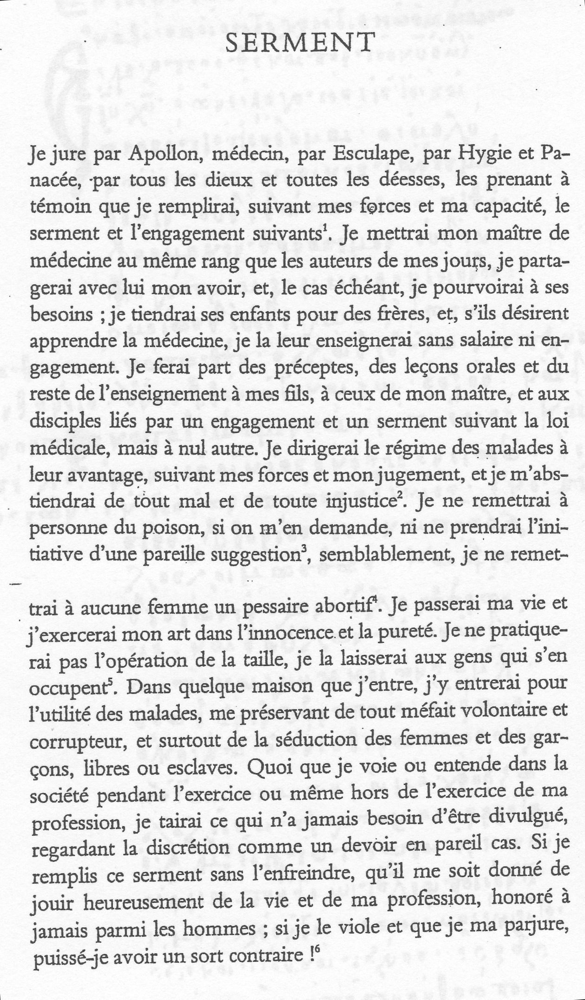 SERMENT
Je jure par Apollon, médecin, par Esculape, par Hygie et Pa-
nacée, par tous les dieux et toutes les déesses, les prenant à
témoin que je remplirai, suivant mes forces et ma capacité, le
serment et l'engagement suivants¹. Je mettrai mon maître de
médecine au même rang que les auteurs de mes jours, je parta-
gerai avec lui mon avoir, et, le cas échéant, je pourvoirai à ses
besoins ; je tiendrai ses enfants pour des frères, et, s'ils désirent
apprendre la médecine, je la leur enseignerai sans salaire ni en-
gagement. Je ferai part des préceptes, des leçons orales et du
reste de l'enseignement à mes fils, à ceux de mon maître, et aux
disciples liés par un engagement et un serment suivant la loi
médicale, mais à nul autre. Je dirigerai le régime des malades à
leur avantage, suivant mes forces et mon jugement, et je m'abs-
tiendrai de tout mal et de toute injustice². Je ne remettrai à
personne du poison, si on m'en demande, ni ne prendrai l'ini-
tiative d'une pareille suggestion³, semblablement, je ne remet-
trai à aucune femme un pessaire abortif⁴. Je passerai ma vie et
j'exercerai mon art dans l'innocence et la pureté. Je ne pratique-
rai pas l'opération de la taille, je la laisserai aux gens qui s'en
occupent⁵. Dans quelque maison que j'entre, j'y entrerai pour
l'utilité des malades, me préservant de tout méfait volontaire et
corrupteur, et surtout de la séduction des femmes et des gar-
çons, libres ou esclaves. Quoi que je voie ou entende dans la
société pendant l'exercice ou même hors de l'exercice de ma
profession, je tairai ce qui n'a jamais besoin d'être divulgué,
regardant la discrétion comme un devoir en pareil cas. Si je
remplis ce serment sans l'enfreindre, qu'il me soit donné de
jouir heureusement de la vie et de ma profession, honoré à
jamais parmi les hommes ; si je le viole et que je ma parjure,
puissé-je avoir un sort contraire !⁶